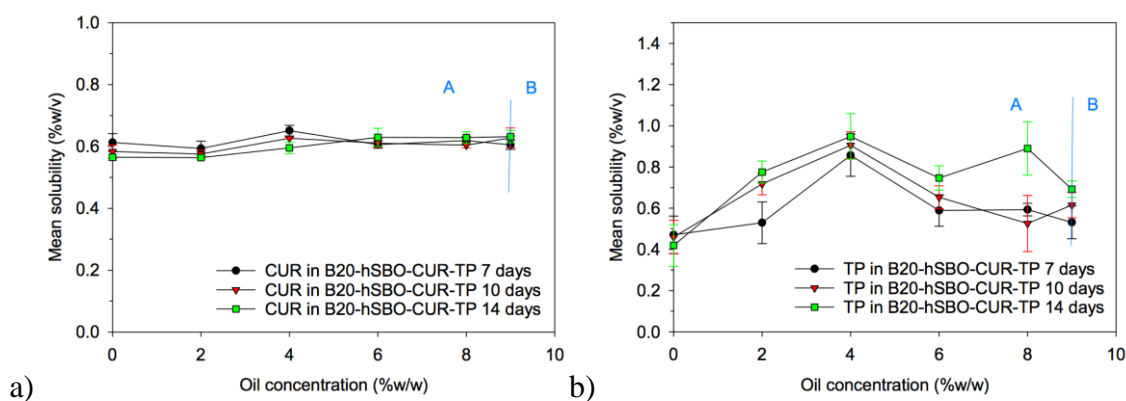 1.0
0.8
0.6
0.4
0.2
0.0
Mean solubility (%w/v)
A
B
CUR in B20-hSBO-CUR-TP 7 days
CUR in B20-hSBO-CUR-TP 10 days
CUR in B20-hSBO-CUR-TP 14 days
0 2 4 6 8 10
Oil concentration (%w/w)
a)
1.4
1.2
1.0
0.8
0.6
0.4
0.2
0.0
Mean solubility (%w/v)
A
B
TP in B20-hSBO-CUR-TP 7 days
TP in B20-hSBO-CUR-TP 10 days
TP in B20-hSBO-CUR-TP 14 days
0 2 4 6 8 10
Oil concentration (%w/w)
b)